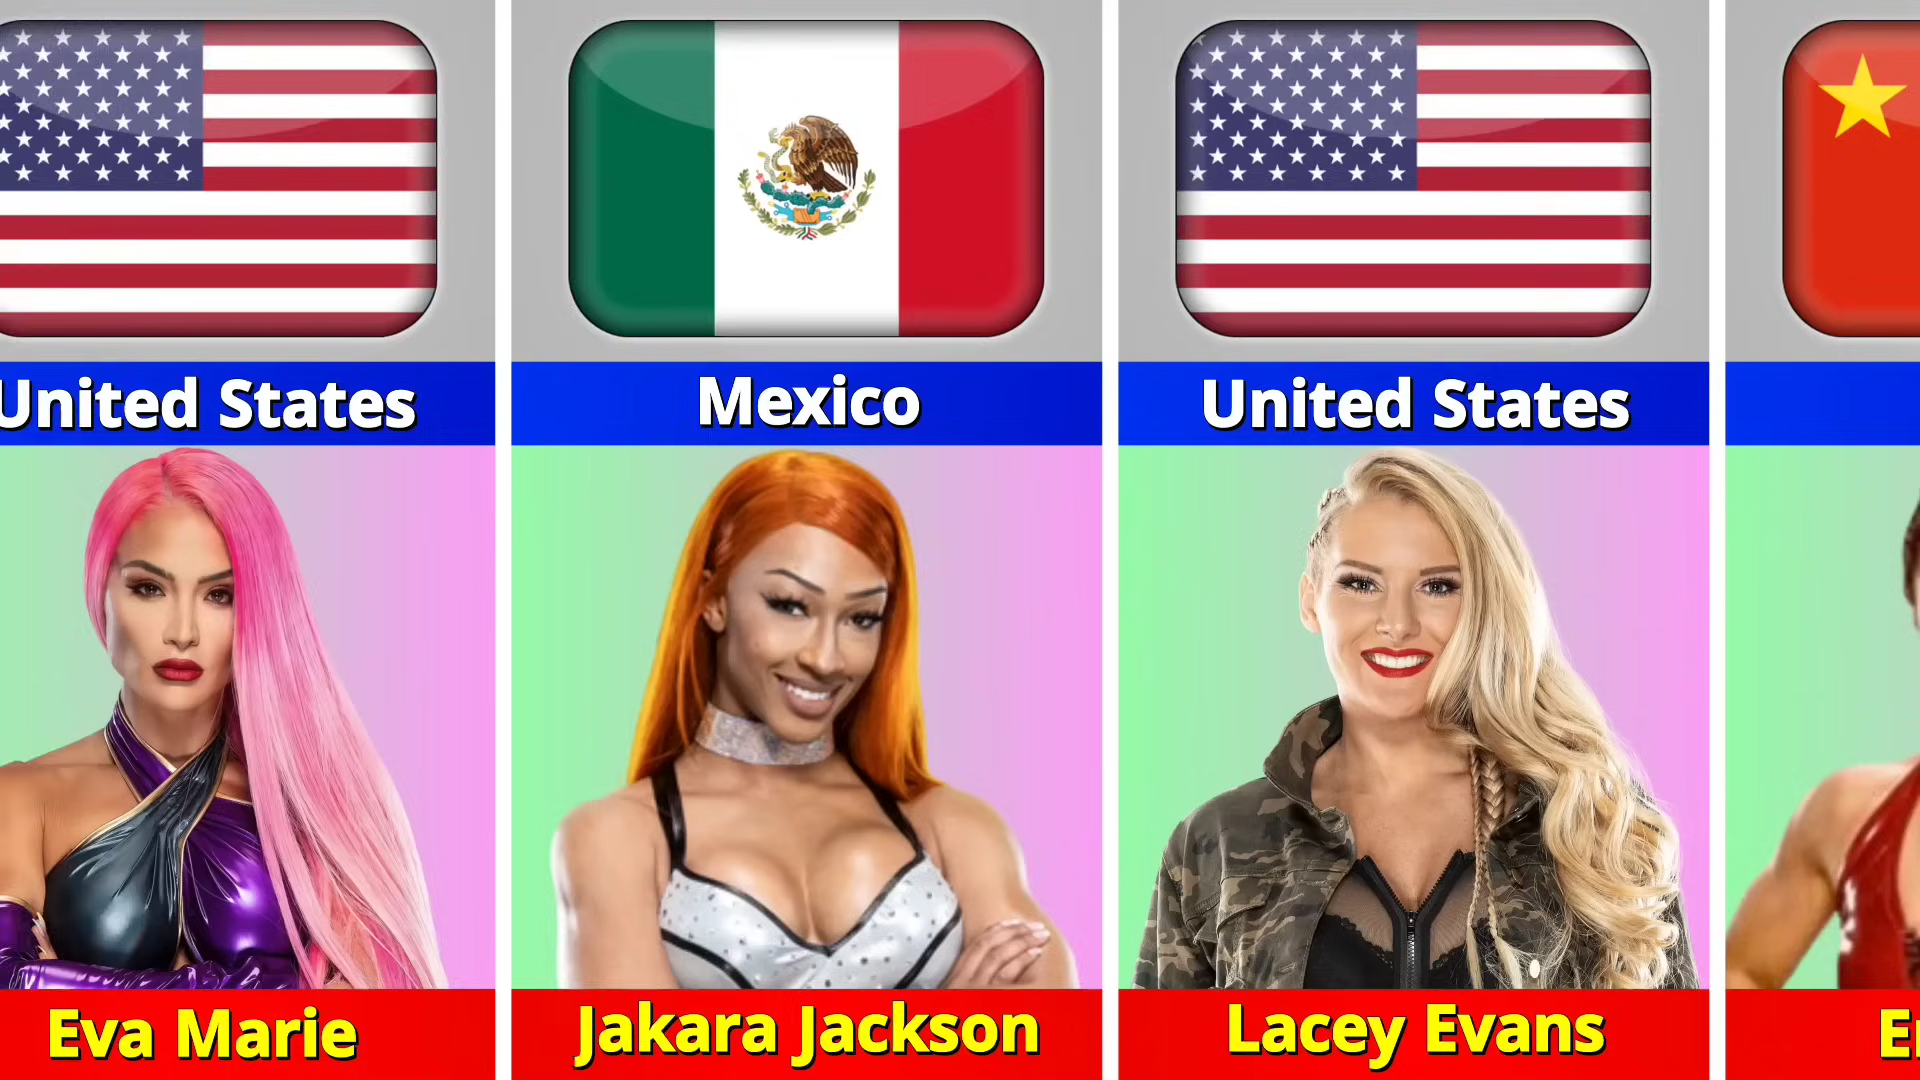 United States
Mexico
United States
Eva Marie
Jakara Jackson
Lacey Evans